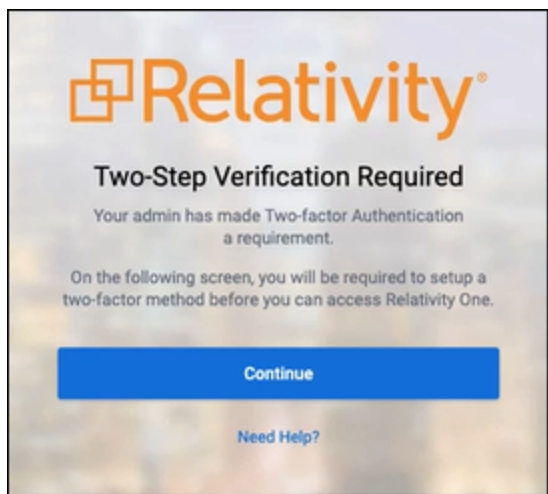 Relativity®
Two-Step Verification Required
Your admin has made Two-factor Authentication
a requirement.
On the following screen, you will be required to setup a
two-factor method before you can access Relativity One.
Continue
Need Help?